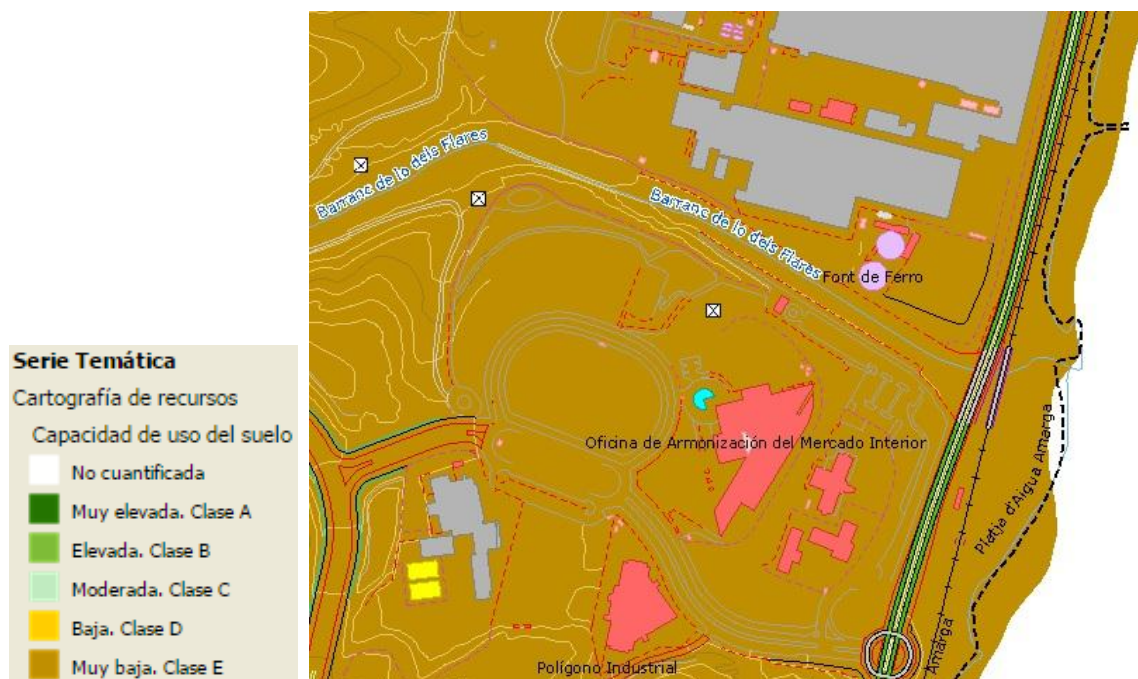 Serie Temática
Cartografía de recursos
Capacidad de uso del suelo
No cuantificada
Muy elevada. Clase A
Elevada. Clase B
Moderada. Clase C
Baja. Clase D
Muy baja. Clase E
Barranc de lo dels Flares
Barranc de lo dels Flares
Font de Ferro
Oficina de Armonización del Mercado Interior
Platja d'Aigua Amarga
Amarga
Polígono Industrial